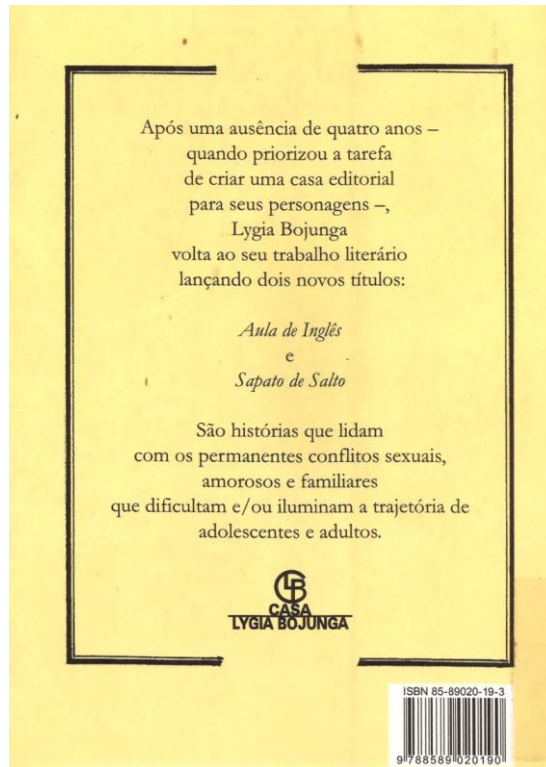 Após uma ausência de quatro anos –
quando priorizou a tarefa
de criar uma casa editorial
para seus personagens –,
Lygia Bojunga
volta ao seu trabalho literário
lançando dois novos títulos:
Aula de Inglês
e
Sapato de Salto
São histórias que lidam
com os permanentes conflitos sexuais,
amorosos e familiares
que dificultam e/ou iluminam a trajetória de
adolescentes e adultos.
CLB
CASA
LYGIA BOJUNGA
ISBN 85-89020-19-3
9 788589 020190